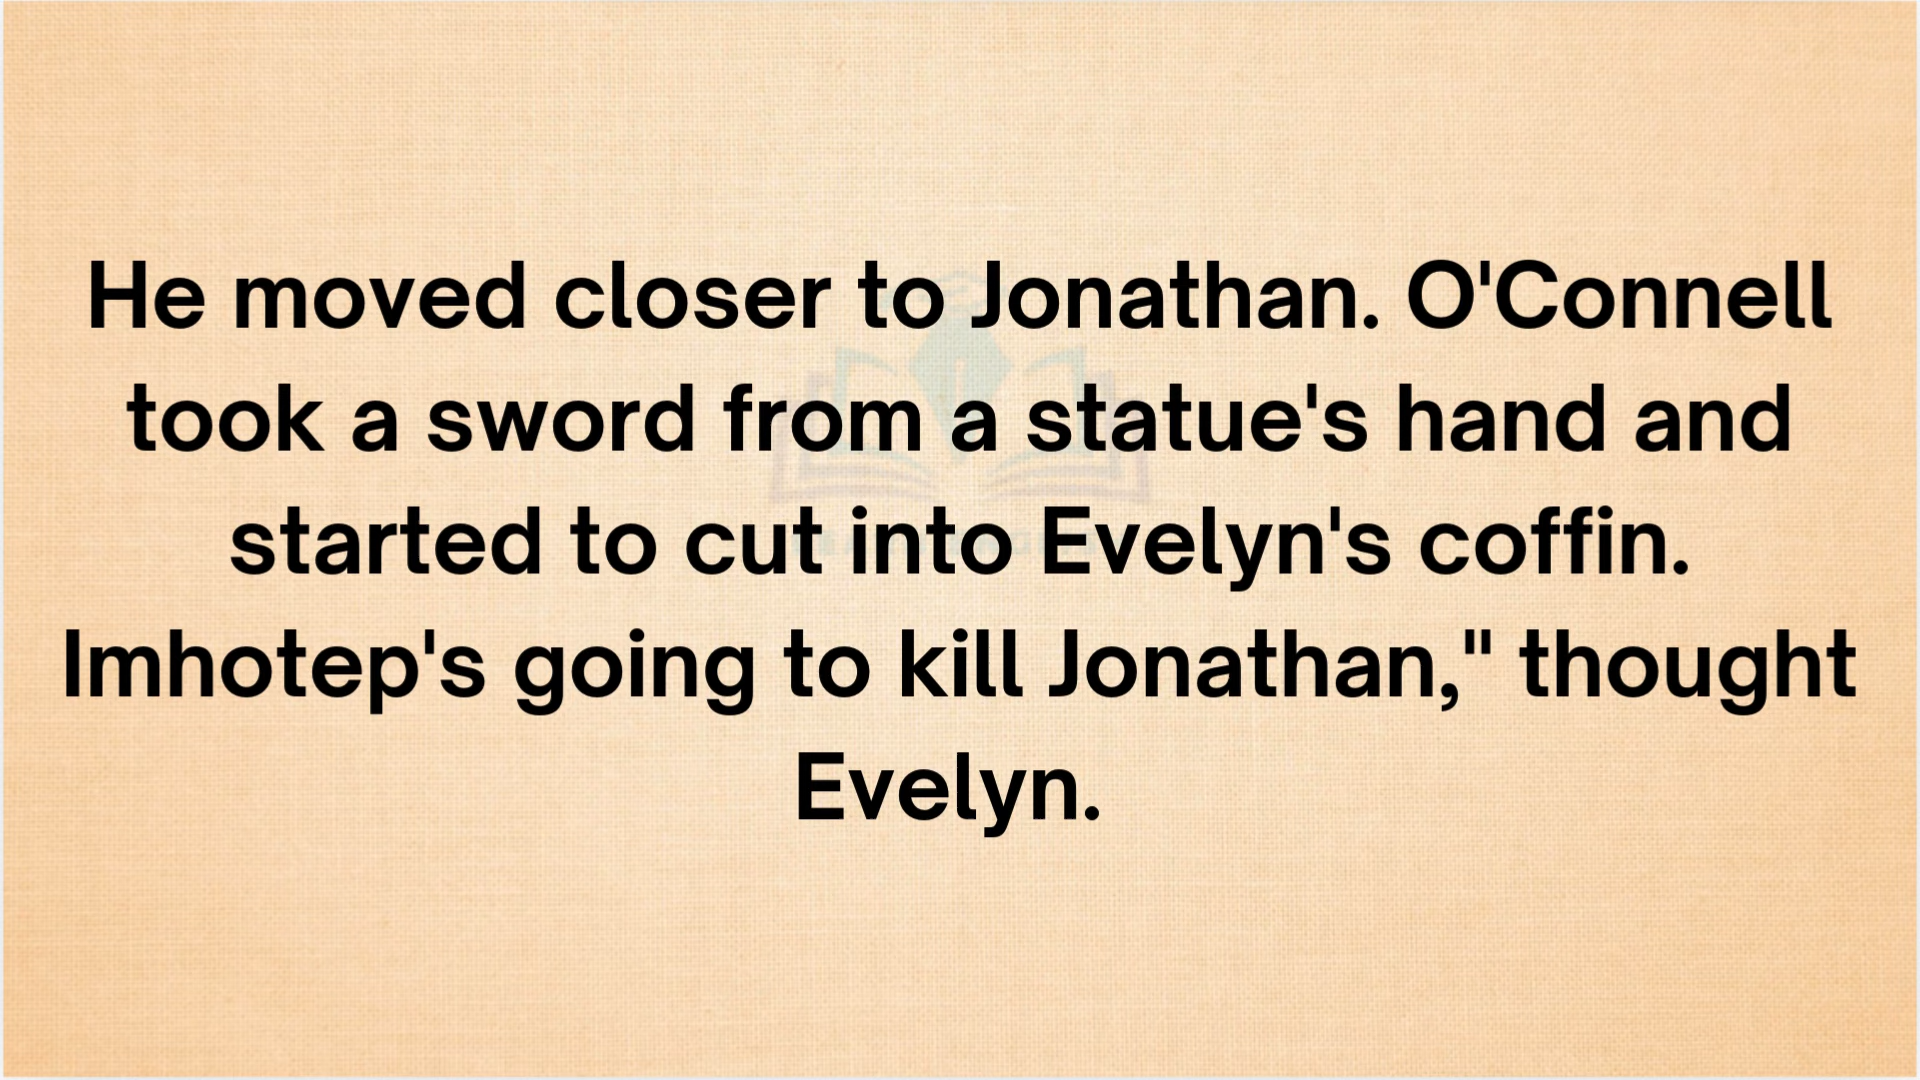 He moved closer to Jonathan. O'Connell
took a sword from a statue's hand and
started to cut into Evelyn's coffin.
Imhotep's going to kill Jonathan," thought
Evelyn.